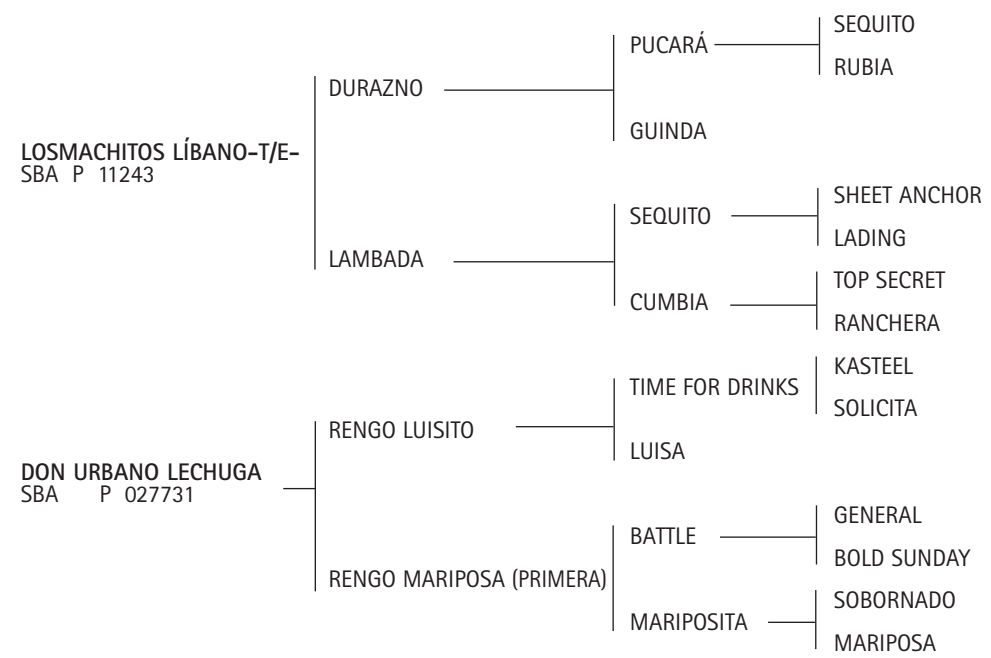 SEQUITO
PUCARÁ
RUBIA
DURAZNO
GUINDA
LOSMACHITOS LÍBANO-T/E-
SBA P 11243
SHEET ANCHOR
SEQUITO
LADING
LAMBADA
TOP SECRET
CUMBIA
RANCHERA
KASTEEL
TIME FOR DRINKS
SOLICITA
RENGO LUISITO
LUISA
DON URBANO LECHUGA
SBA P 027731
GENERAL
BATTLE
BOLD SUNDAY
RENGO MARIPOSA (PRIMERA)
SOBORNADO
MARIPOSITA
MARIPOSA